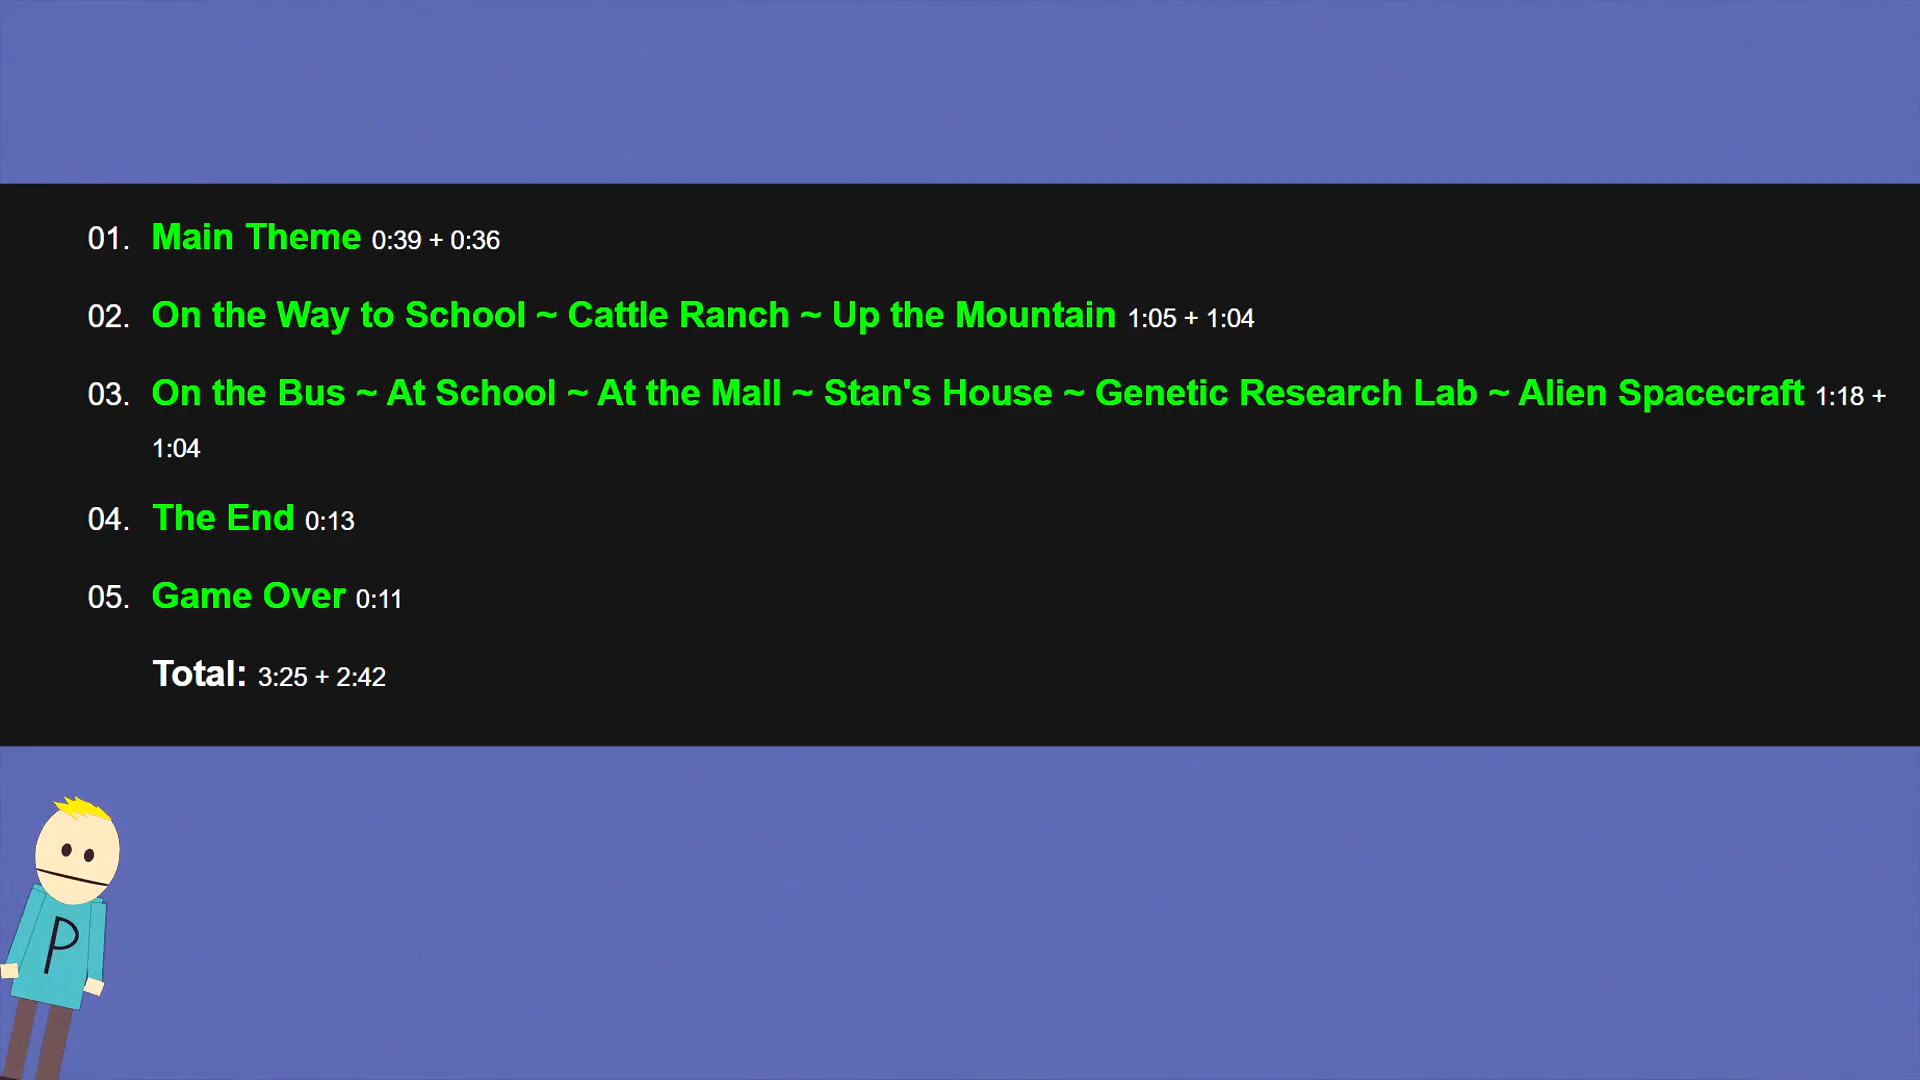 01. Main Theme 0:39 + 0:36
02. On the Way to School ~ Cattle Ranch ~ Up the Mountain 1:05 + 1:04
03. On the Bus ~ At School ~ At the Mall ~ Stan's House ~ Genetic Research Lab ~ Alien Spacecraft 1:18 +
1:04
04. The End 0:13
05. Game Over 0:11
Total: 3:25 + 2:42
P